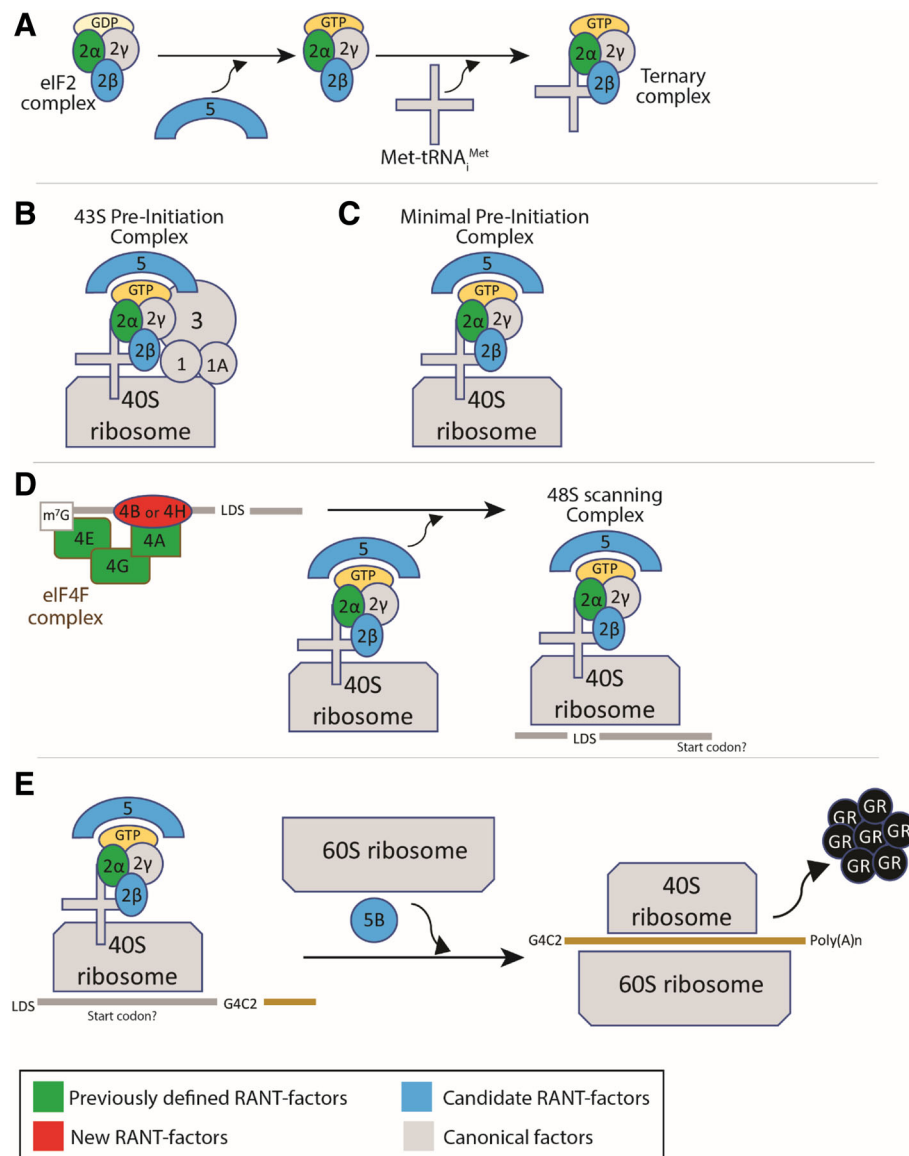 A
GDP
2α
2γ
2β
eIF2
complex
5
GTP
2α
2γ
2β
Met-tRNAiMet
GTP
2α
2γ
2β
Ternary
complex
B
43S Pre-Initiation
Complex
5
GTP
2α
2γ
3
2β
1
1A
40S
ribosome
C
Minimal Pre-Initiation
Complex
5
GTP
2α
2γ
2β
40S
ribosome
D
m7G
4B or 4H
LDS
4E
4A
4G
eIF4F
complex
5
GTP
2α
2γ
2β
40S
ribosome
48S scanning
Complex
5
GTP
2α
2γ
2β
40S
ribosome
LDS
Start codon?
E
5
GTP
2α
2γ
2β
40S
ribosome
LDS
G4C2
Start codon?
60S ribosome
5B
40S
ribosome
G4C2
Poly(A)n
60S ribosome
GR
GR
GR
GR
GR
GR
GR
Previously defined RANT-factors
Candidate RANT-factors
New RANT-factors
Canonical factors